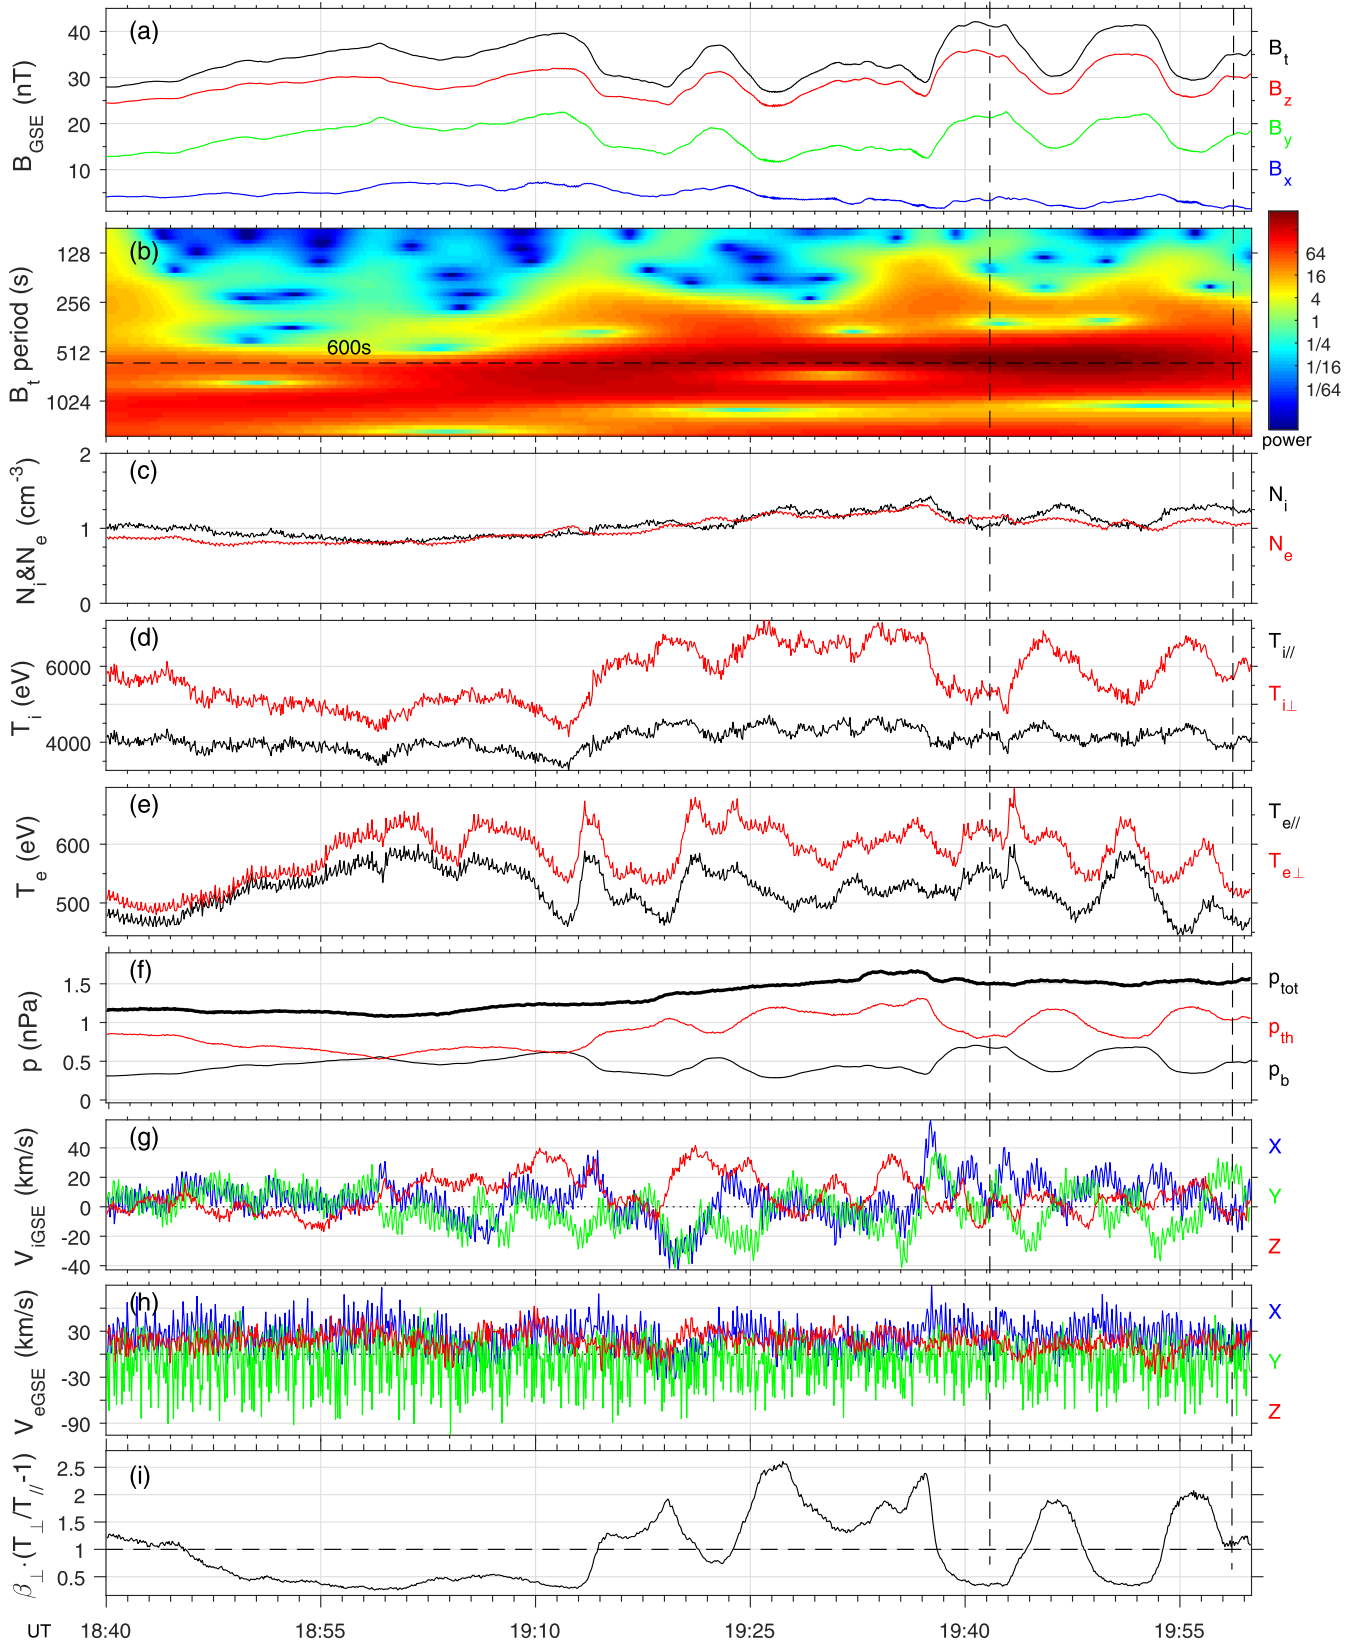 (a)
B_GSE (nT)
40
30
20
10
B_t
B_z
B_y
B_x
(b)
B_t period (s)
128
256
512
1024
600s
64
16
4
1
1/4
1/16
1/64
power
(c)
N_i&N_e (cm^-3)
2
1
0
N_i
N_e
(d)
T_i (eV)
6000
4000
T_i//
T_i⊥
(e)
T_e (eV)
600
500
T_e//
T_e⊥
(f)
p (nPa)
1.5
1
0.5
0
p_tot
p_th
p_b
(g)
V_iGSE (km/s)
40
20
0
-20
-40
X
Y
Z
(h)
V_eGSE (km/s)
30
-30
-90
X
Y
Z
(i)
β_⊥·(T_⊥/T_//-1)
2.5
2
1.5
1
0.5
UT 18:40 18:55 19:10 19:25 19:40 19:55